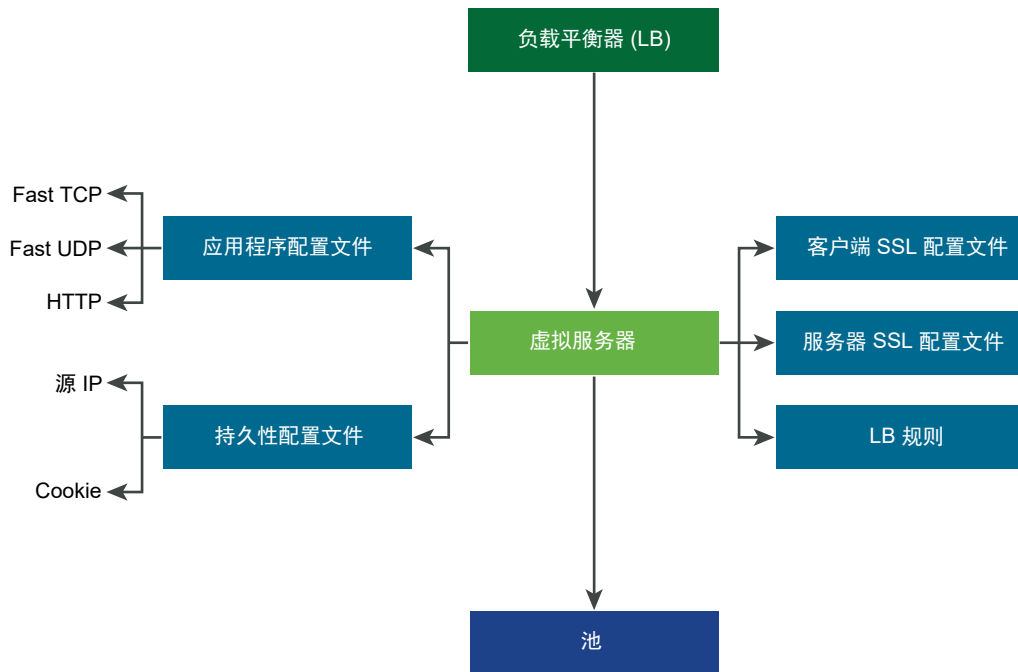 负载平衡器 (LB)
Fast TCP
Fast UDP
HTTP
应用程序配置文件
客户端 SSL 配置文件
虚拟服务器
服务器 SSL 配置文件
源 IP
Cookie
持久性配置文件
LB 规则
池